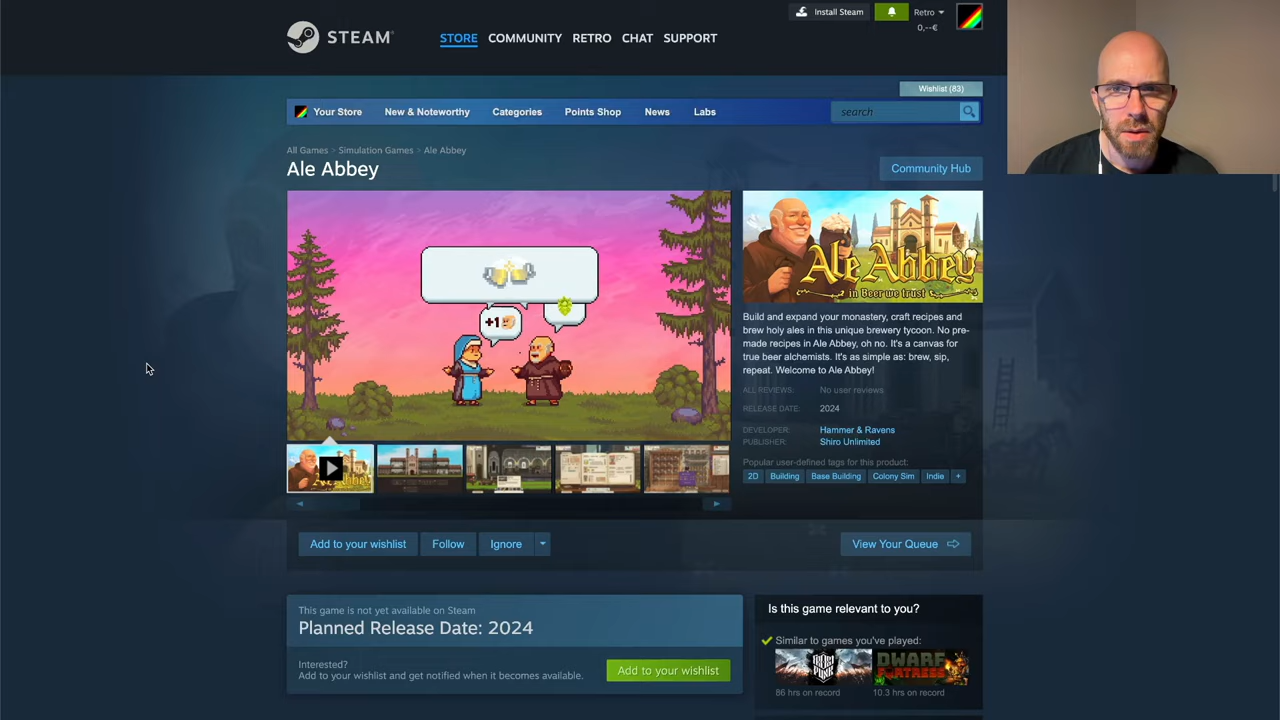 Install Steam
Retro
0,--€
STEAM®
STORE COMMUNITY RETRO CHAT SUPPORT
Wishlist (83)
Your Store New & Noteworthy Categories Points Shop News Labs
search
All Games > Simulation Games > Ale Abbey
Ale Abbey
Community Hub
+1
Ale Abbey
in Beer we trust
Build and expand your monastery, craft recipes and
brew holy ales in this unique brewery tycoon. No pre-
made recipes in Ale Abbey, oh no. It's a canvas for
true beer alchemists. It's as simple as: brew, sip,
repeat. Welcome to Ale Abbey!
ALL REVIEWS: No user reviews
RELEASE DATE: 2024
DEVELOPER: Hammer & Ravens
PUBLISHER: Shiro Unlimited
Popular user-defined tags for this product:
2D Building Base Building Colony Sim Indie +
Add to your wishlist Follow Ignore
View Your Queue
This game is not yet available on Steam
Planned Release Date: 2024
Interested?
Add to your wishlist and get notified when it becomes available.
Add to your wishlist
Is this game relevant to you?
Similar to games you've played:
FROST PUNK
DWARF FORTRESS
86 hrs on record
10.3 hrs on record